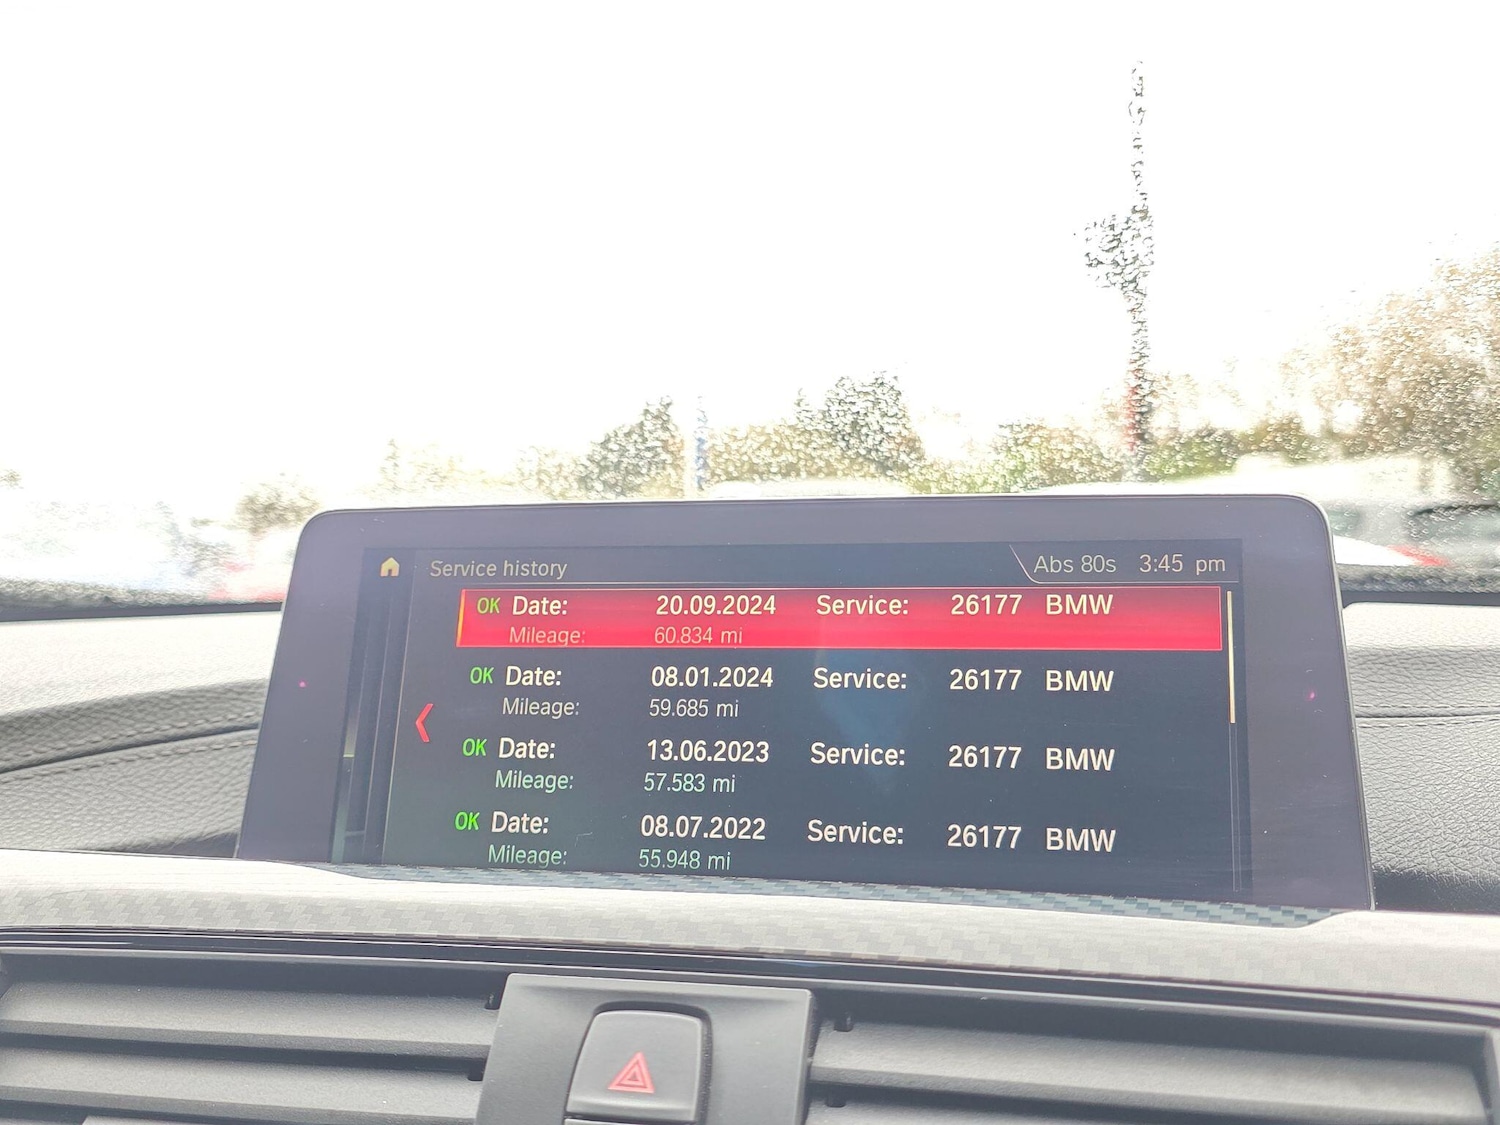 Service history Abs 80s 3:45 pm
OK Date: 20.09.2024 Service: 26177 BMW
Mileage: 60.834 mi
OK Date: 08.01.2024 Service: 26177 BMW
Mileage: 59.685 mi
OK Date: 13.06.2023 Service: 26177 BMW
Mileage: 57.583 mi
OK Date: 08.07.2022 Service: 26177 BMW
Mileage: 55.948 mi